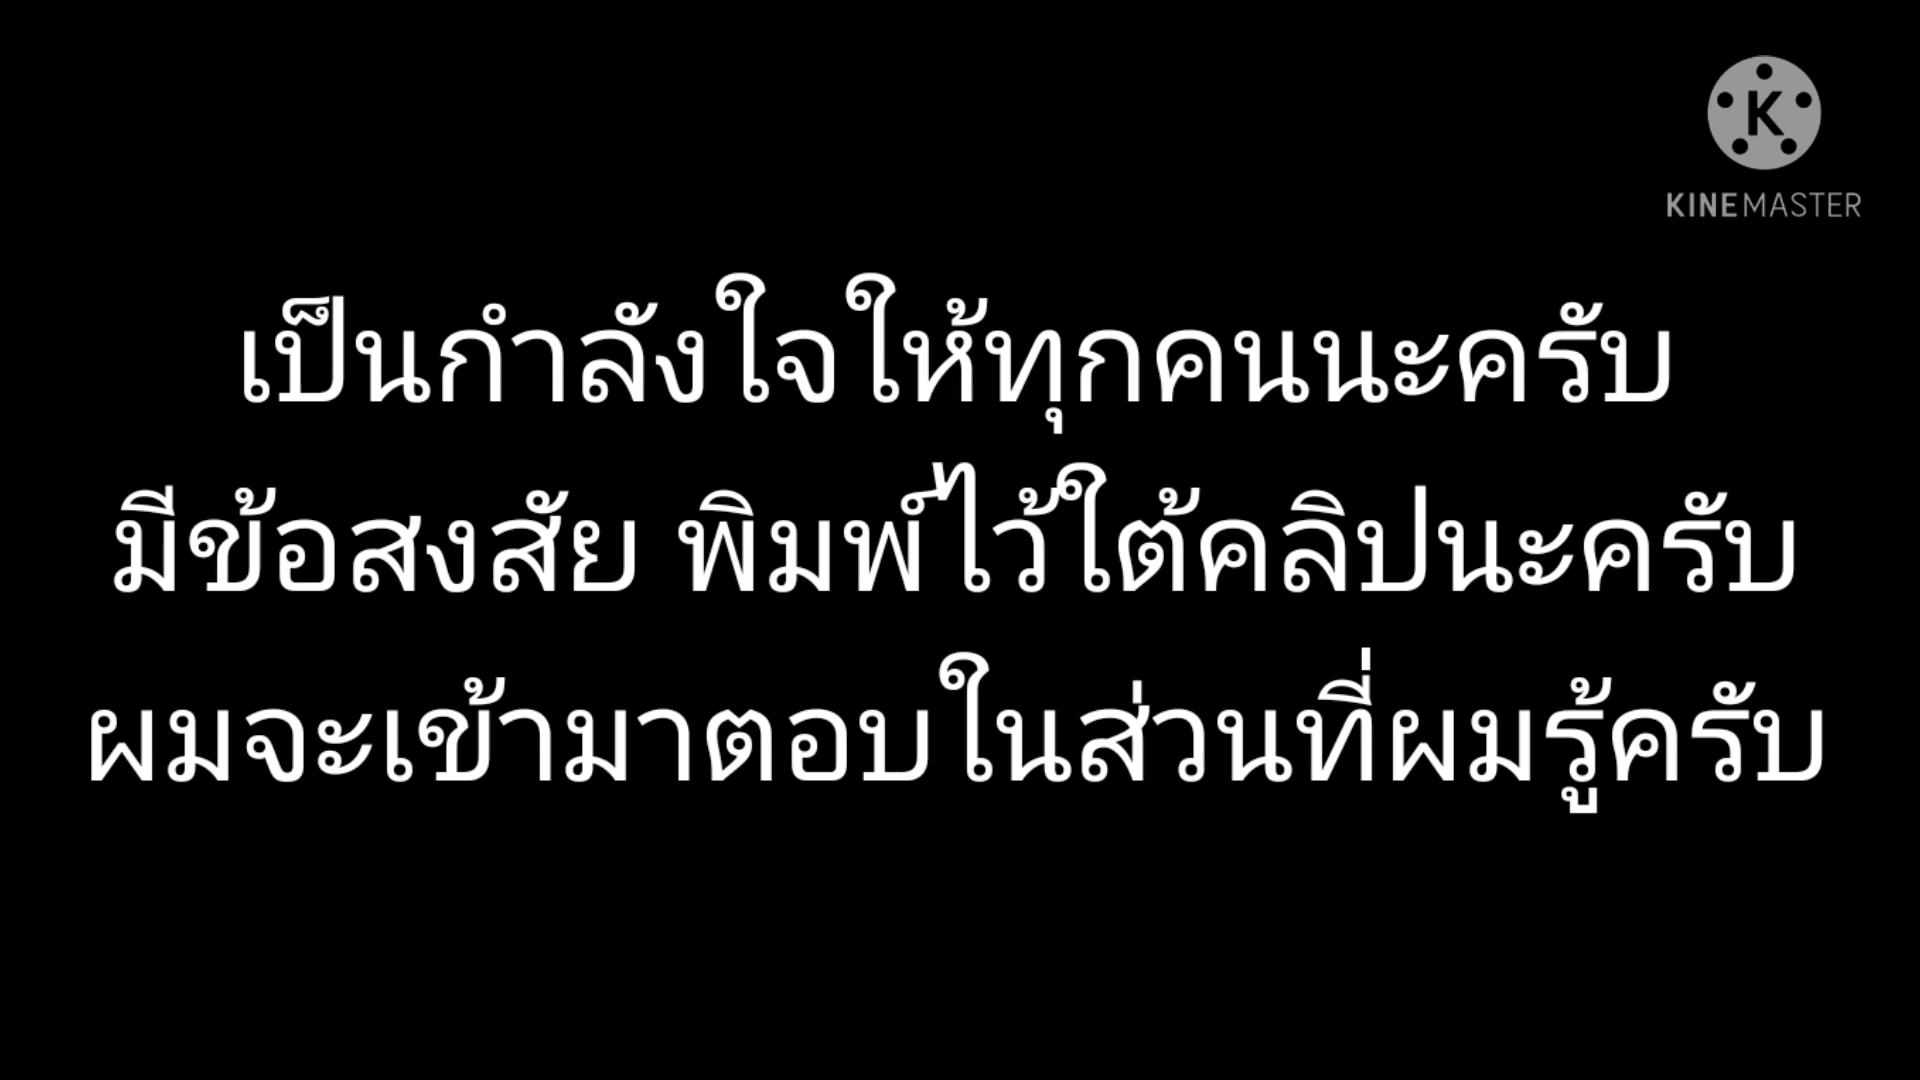 K
KINEMASTER
เป็นกำลังใจให้ทุกคนนะครับ
มีข้อสงสัย พิมพ์ไว้ใต้คลิปนะครับ
ผมจะเข้ามาตอบในส่วนที่ผมรู้ครับ